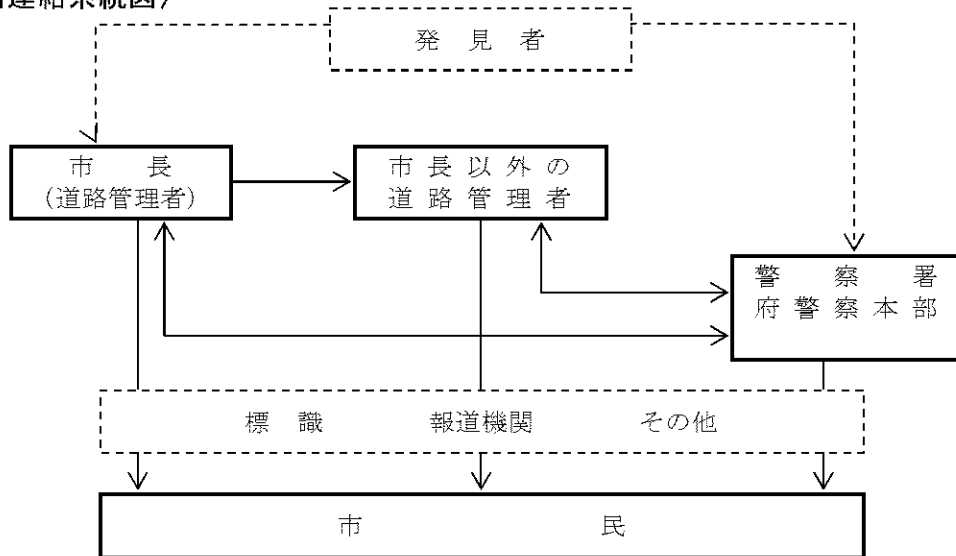 連絡系統図〉
発見者
市長
(道路管理者)
市長以外の
道路管理者
警察署
府警察本部
標識 報道機関 その他
市民